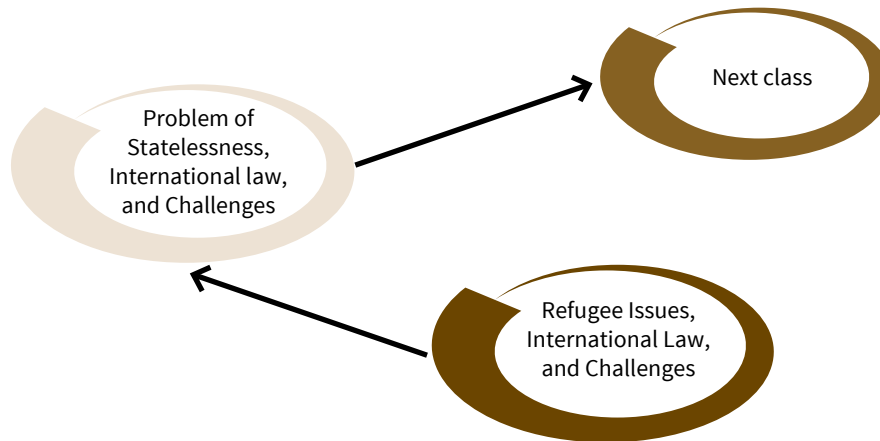 Next class
Problem of
Statelessness,
International law,
and Challenges
Refugee Issues,
International Law,
and Challenges